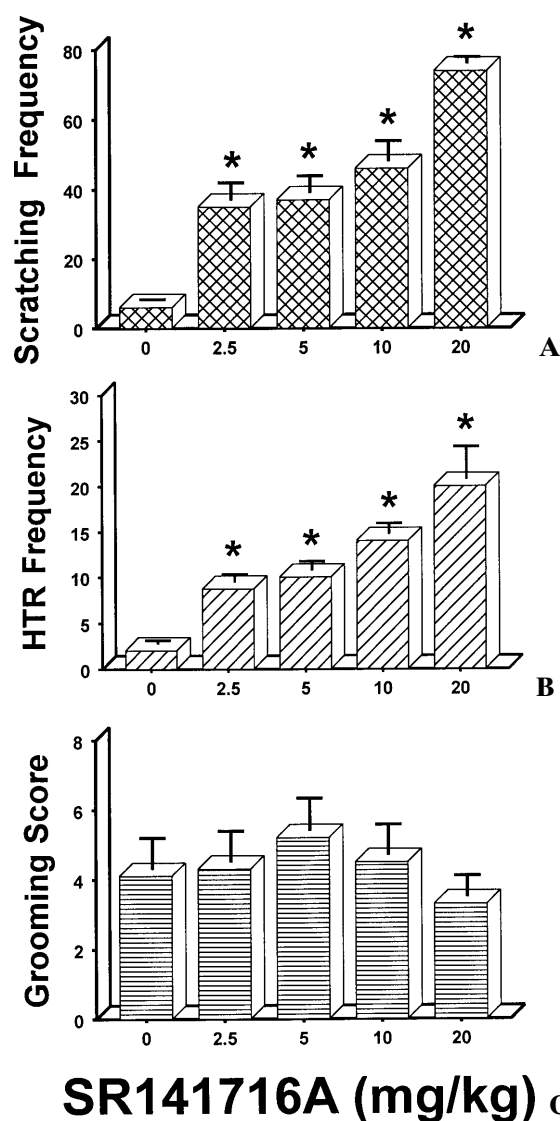 Scratching Frequency
80
60
40
20
0
* * * *
0 2.5 5 10 20
A
HTR Frequency
30
25
20
15
10
5
0
* * * *
0 2.5 5 10 20
B
Grooming Score
8
6
4
2
0
0 2.5 5 10 20
SR141716A (mg/kg)